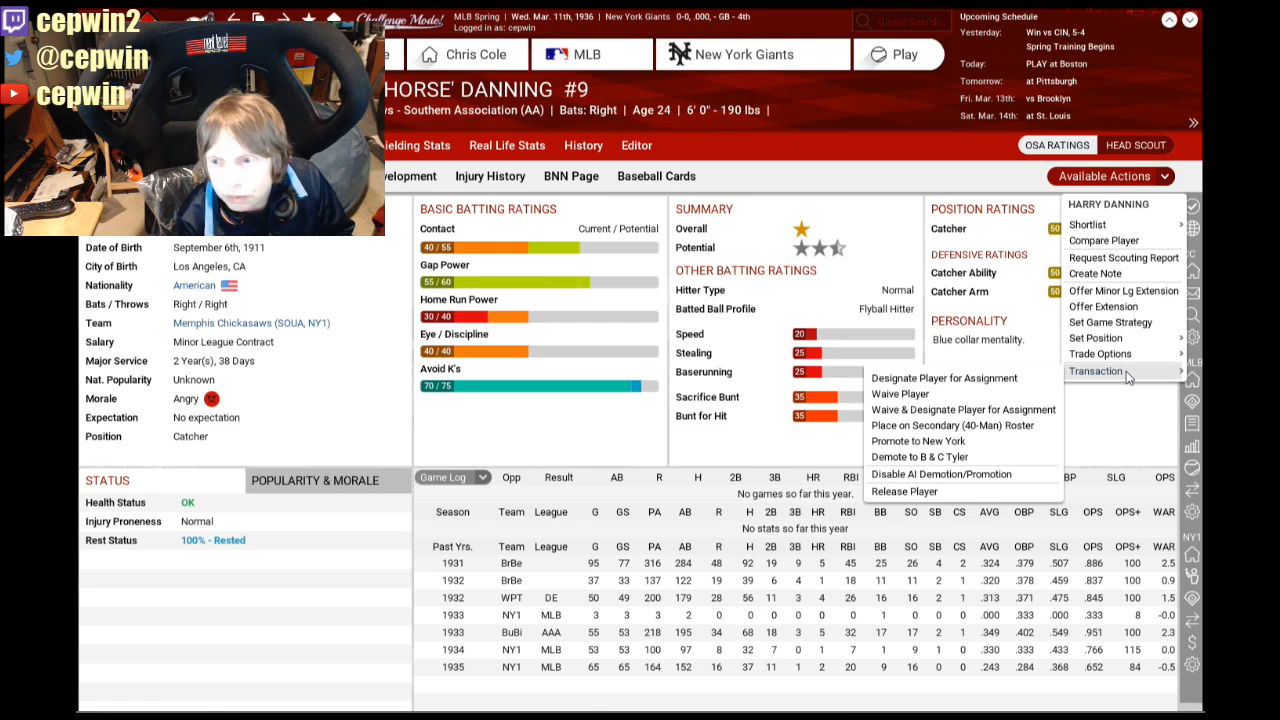 cepwin2
@cepwin
cepwin
next level
Challenge Mode!
MLB Spring | Wed. Mar. 11th, 1936 | New York Giants 0-0, .000, - GB - 4th
Logged in as: cepwin
Global Search...
Upcoming Schedule
Yesterday: Win vs CIN, 5-4
Spring Training Begins
Today: PLAY at Boston
Tomorrow: at Pittsburgh
Fri. Mar. 13th: vs Brooklyn
Sat. Mar. 14th: at St. Louis
e Chris Cole MLB New York Giants Play
HORSE' DANNING #9
ws - Southern Association (AA) | Bats: Right | Age 24 | 6' 0" - 190 lbs |
ielding Stats Real Life Stats History Editor OSA RATINGS HEAD SCOUT
velopment Injury History BNN Page Baseball Cards Available Actions
Date of Birth September 6th, 1911
City of Birth Los Angeles, CA
Nationality American
Bats / Throws Right / Right
Team Memphis Chickasaws (SOUA, NY1)
Salary Minor League Contract
Major Service 2 Year(s), 38 Days
Nat. Popularity Unknown
Morale Angry
Expectation No expectation
Position Catcher
BASIC BATTING RATINGS
Contact Current / Potential
40 / 55
Gap Power
55 / 60
Home Run Power
30 / 40
Eye / Discipline
40 / 40
Avoid K's
70 / 75
SUMMARY
Overall
Potential
OTHER BATTING RATINGS
Hitter Type Normal
Batted Ball Profile Flyball Hitter
Speed 20
Stealing 25
Baserunning 25
Sacrifice Bunt 35
Bunt for Hit 35
POSITION RATINGS
Catcher 50
DEFENSIVE RATINGS
Catcher Ability 50
Catcher Arm 50
PERSONALITY
Blue collar mentality.
HARRY DANNING
Shortlist
Compare Player
Request Scouting Report
Create Note
Offer Minor Lg Extension
Offer Extension
Set Game Strategy
Set Position
Trade Options
Transaction
Designate Player for Assignment
Waive Player
Waive & Designate Player for Assignment
Place on Secondary (40-Man) Roster
Promote to New York
Demote to B & C Tyler
Disable AI Demotion/Promotion
Release Player
CC
MLB
NY1
STATUS POPULARITY & MORALE
Health Status OK
Injury Proneness Normal
Rest Status 100% - Rested
Game Log Opp Result AB R H 2B 3B HR RBI BP SLG OPS
No games so far this year.
Season Team League G GS PA AB R H 2B 3B HR RBI BB SO SB CS AVG OBP SLG OPS OPS+ WAR
No stats so far this year
Past Yrs. Team League G GS PA AB R H 2B 3B HR RBI BB SO SB CS AVG OBP SLG OPS OPS+ WAR
1931 BrBe 95 77 316 284 48 92 19 9 5 45 25 26 4 2 .324 .379 .507 .886 100 2.5
1932 BrBe 37 33 137 122 19 39 6 4 1 18 11 11 2 1 .320 .378 .459 .837 100 0.9
1932 WPT DE 50 49 200 179 28 56 11 3 4 26 16 16 2 1 .313 .371 .475 .845 100 1.5
1933 NY1 MLB 3 3 3 2 0 0 0 0 0 0 1 0 0 0 .000 .333 .000 .333 8 -0.0
1933 BuBi AAA 55 53 218 195 34 68 18 3 5 32 17 17 2 1 .349 .402 .549 .951 100 2.3
1934 NY1 MLB 53 53 100 97 8 32 7 0 1 7 1 9 0 1 .330 .333 .433 .766 115 0.0
1935 NY1 MLB 65 65 164 152 16 37 11 1 2 20 9 16 0 0 .243 .284 .368 .652 84 -0.5